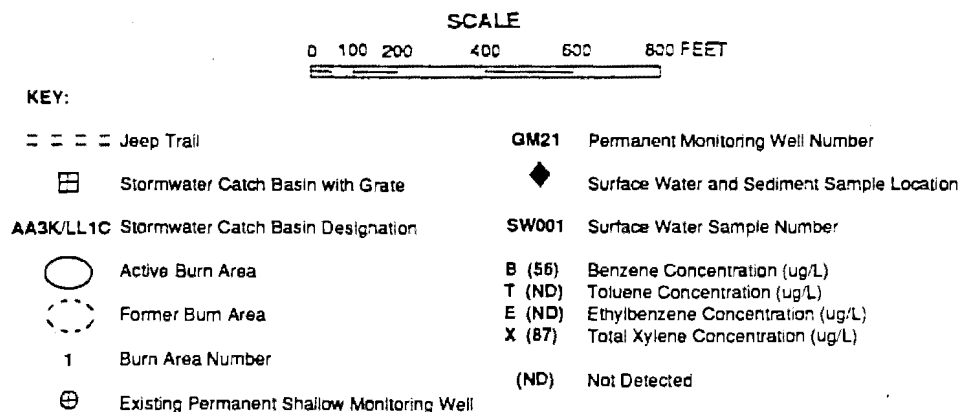 SCALE
0 100 200 400 600 800 FEET
KEY:
Jeep Trail
Stormwater Catch Basin with Grate
AA3K/LL1C Stormwater Catch Basin Designation
Active Burn Area
Former Burn Area
1 Burn Area Number
Existing Permanent Shallow Monitoring Well
GM21 Permanent Monitoring Well Number
Surface Water and Sediment Sample Location
SW001 Surface Water Sample Number
B (56) Benzene Concentration (ug/L)
T (ND) Toluene Concentration (ug/L)
E (ND) Ethylbenzene Concentration (ug/L)
X (87) Total Xylene Concentration (ug/L)
(ND) Not Detected